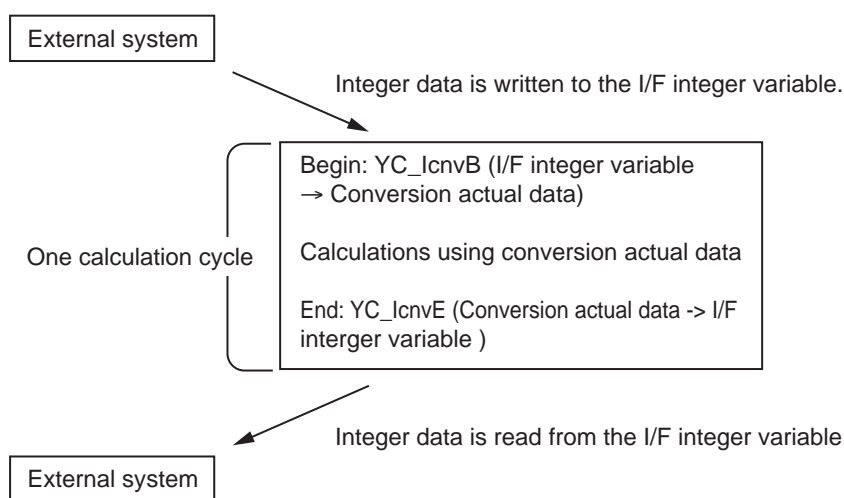 External system
Integer data is written to the I/F integer variable.
Begin: YC_IcnvB (I/F integer variable
→ Conversion actual data)
One calculation cycle
Calculations using conversion actual data
End: YC_IcnvE (Conversion actual data -> I/F
interger variable )
Integer data is read from the I/F integer variable
External system